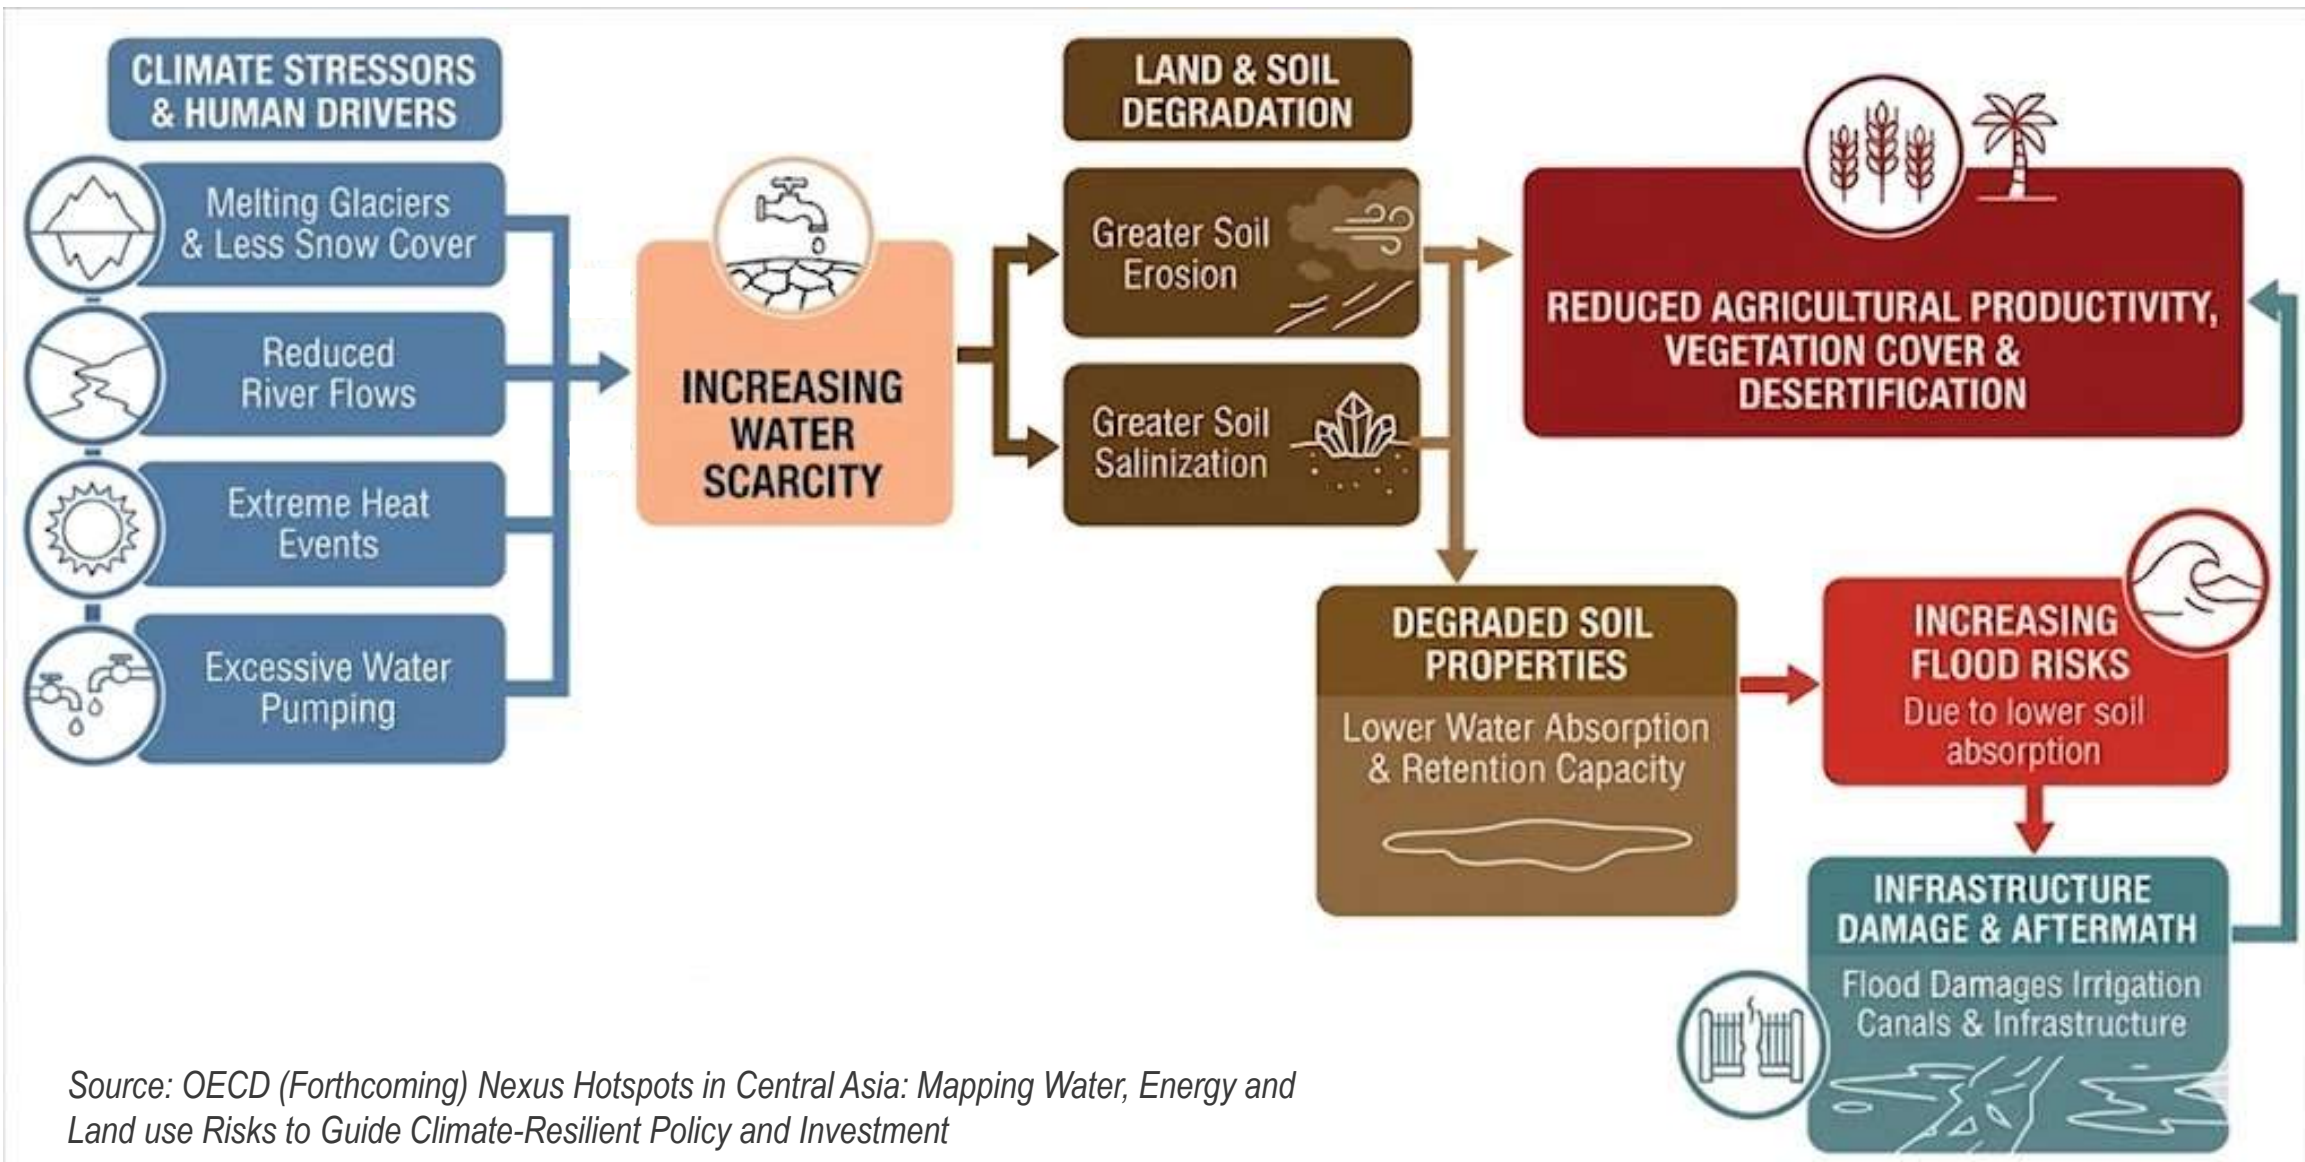 CLIMATE STRESSORS
& HUMAN DRIVERS
Melting Glaciers
& Less Snow Cover
Reduced
River Flows
Extreme Heat
Events
Excessive Water
Pumping
INCREASING
WATER
SCARCITY
LAND & SOIL
DEGRADATION
Greater Soil
Erosion
Greater Soil
Salinization
REDUCED AGRICULTURAL PRODUCTIVITY,
VEGETATION COVER &
DESERTIFICATION
DEGRADED SOIL
PROPERTIES
Lower Water Absorption
& Retention Capacity
INCREASING
FLOOD RISKS
Due to lower soil
absorption
INFRASTRUCTURE
DAMAGE & AFTERMATH
Flood Damages Irrigation
Canals & Infrastructure
Source: OECD (Forthcoming) Nexus Hotspots in Central Asia: Mapping Water, Energy and
Land use Risks to Guide Climate-Resilient Policy and Investment